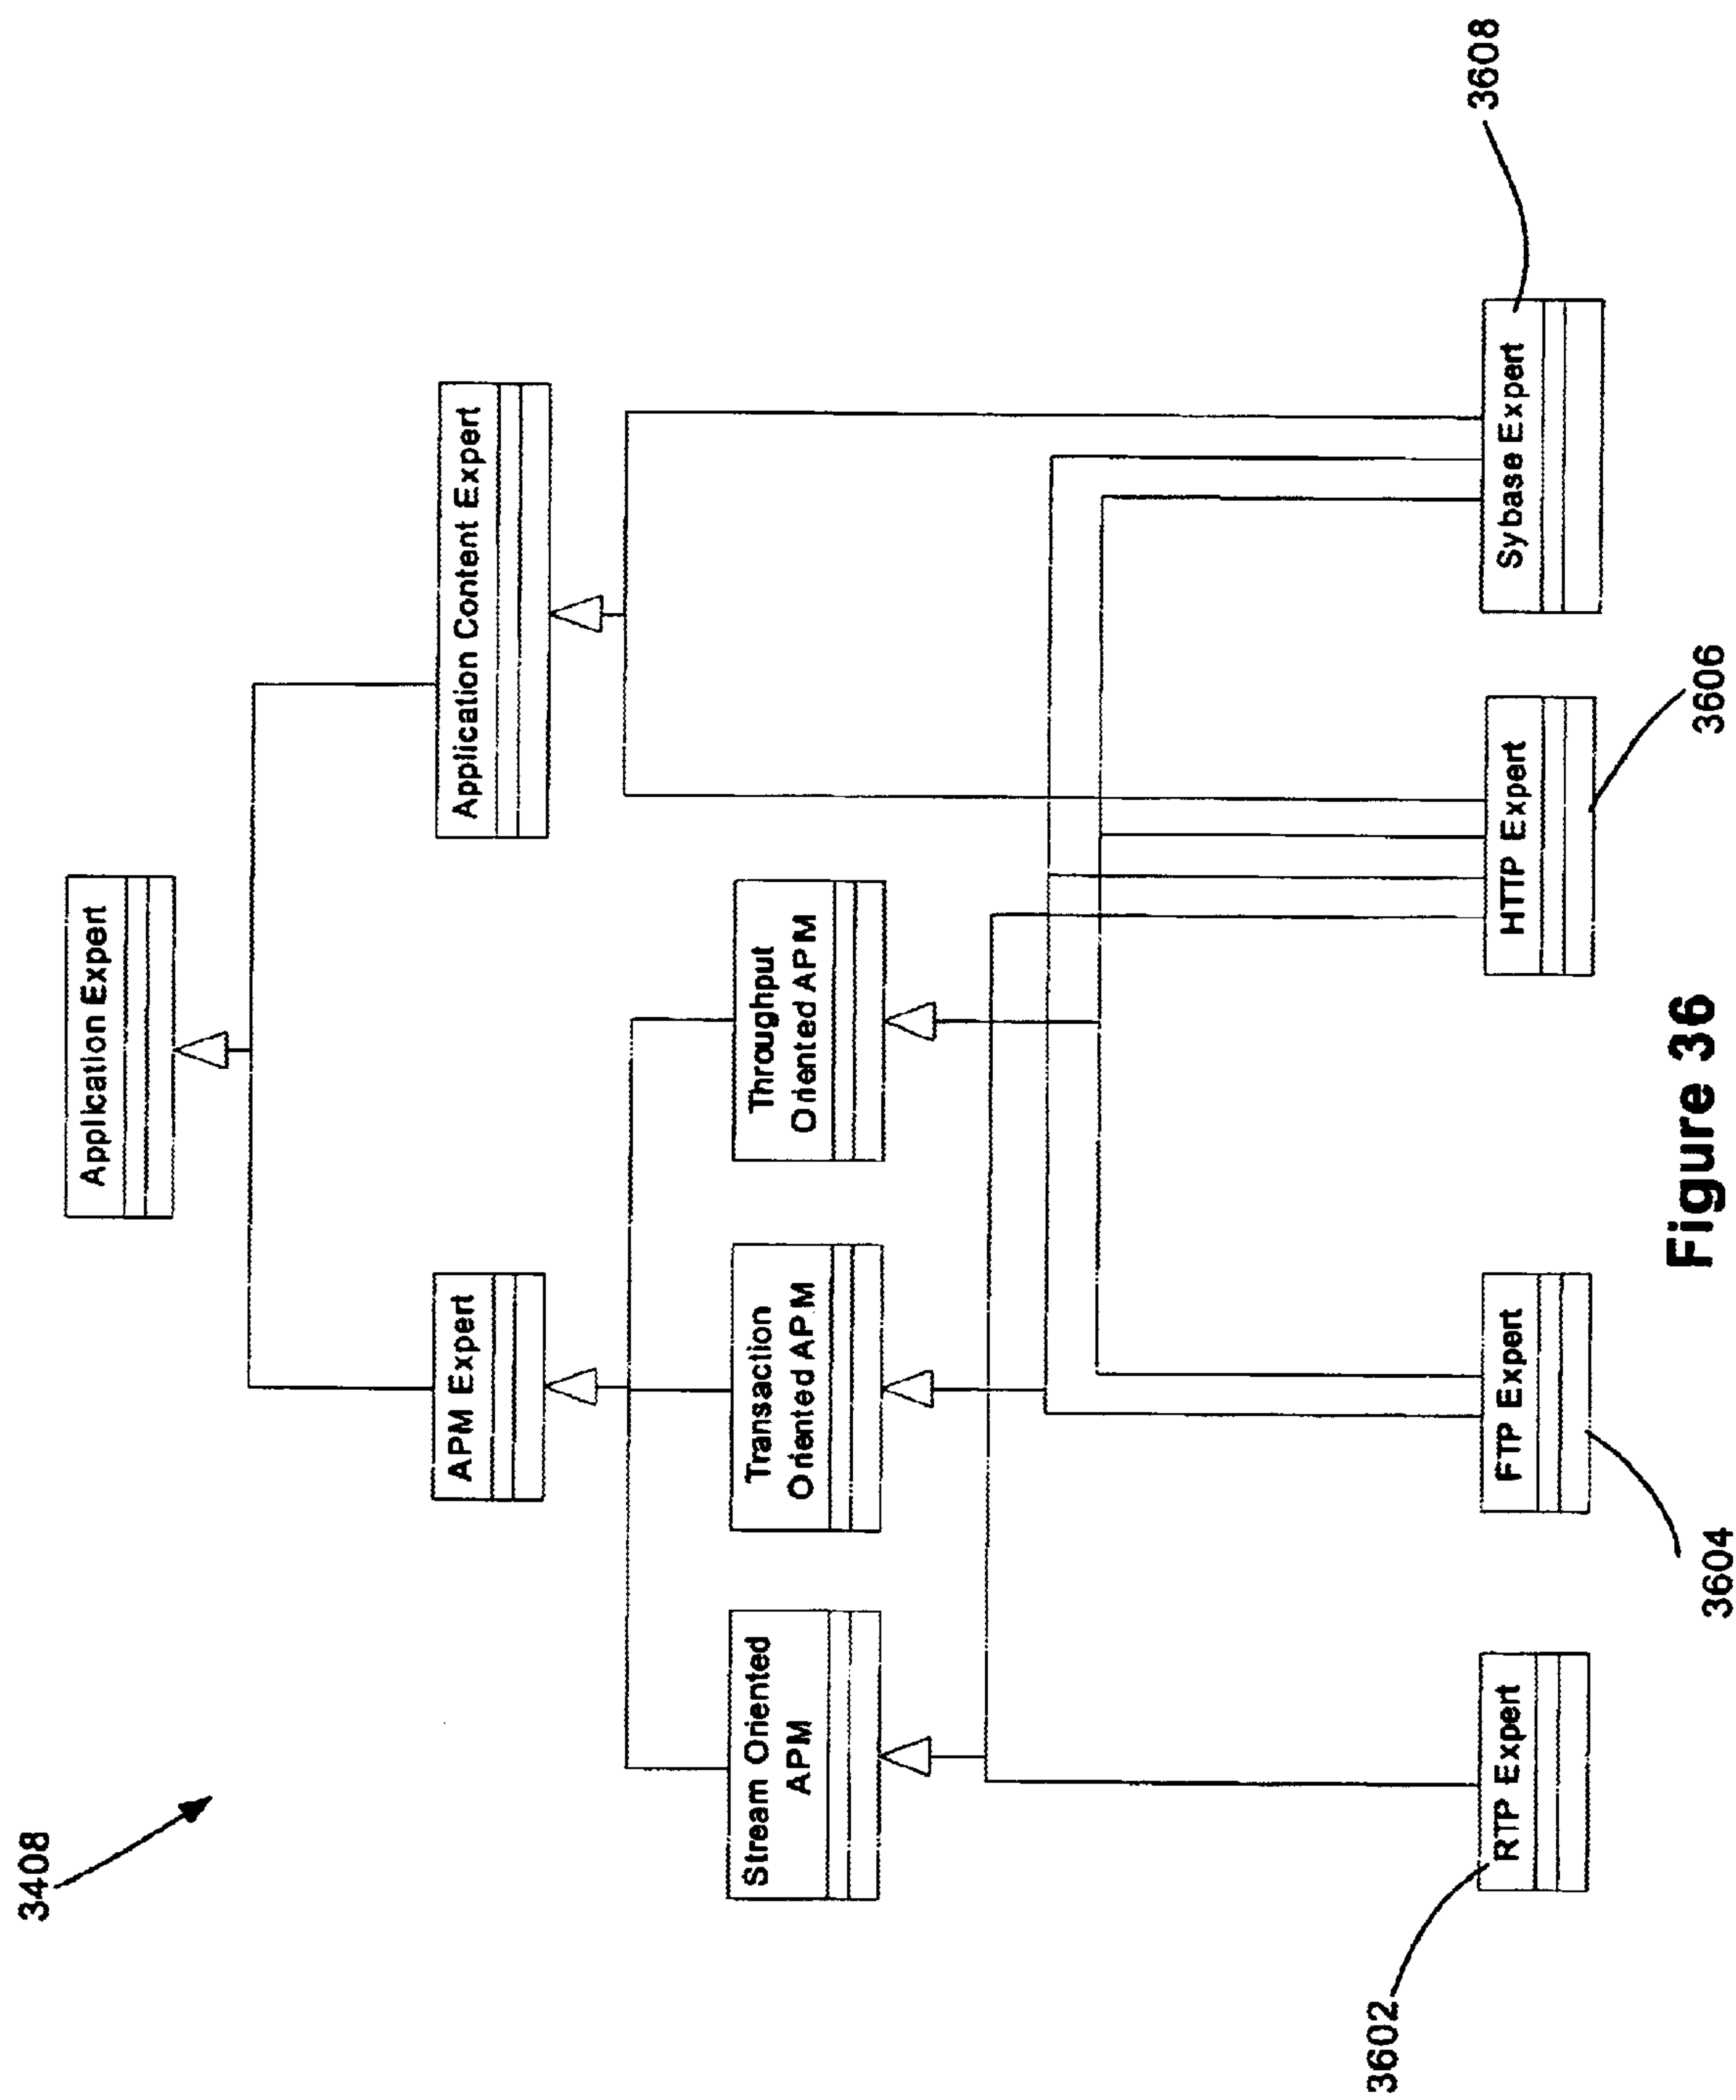 3408
Application Expert
APM Expert
Application Content Expert
Stream Oriented
APM
Transaction
Oriented APM
Throughput
Oriented APM
RTP Expert
FTP Expert
HTTP Expert
Sybase Expert
3602
3604
3606
3608
Figure 36